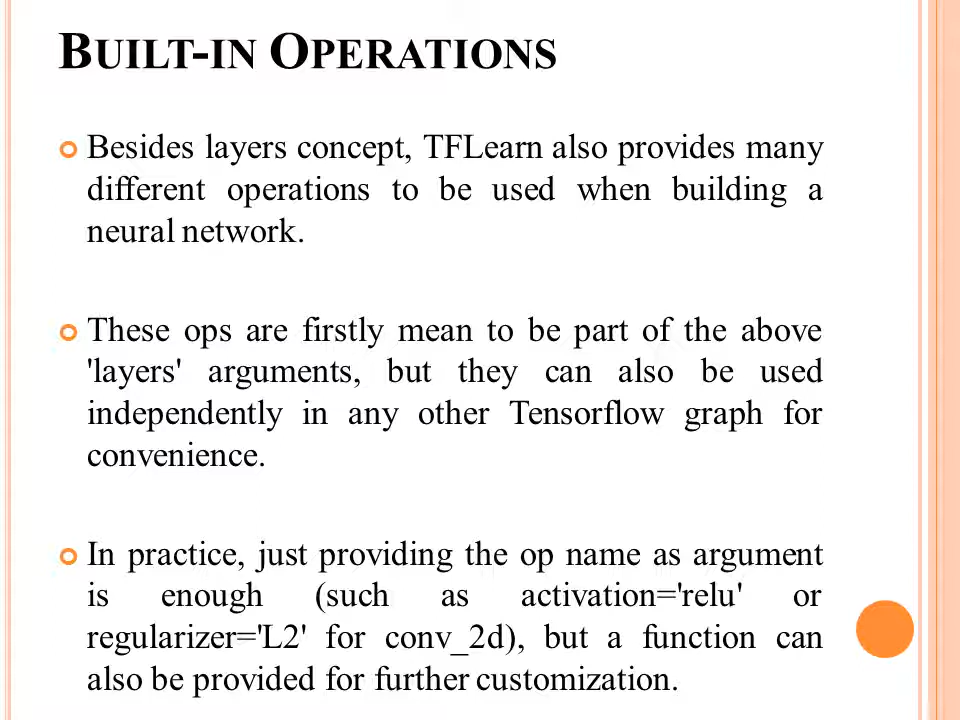 BUILT-IN OPERATIONS
Besides layers concept, TFLearn also provides many
different operations to be used when building a
neural network.
These ops are firstly mean to be part of the above
'layers' arguments, but they can also be used
independently in any other Tensorflow graph for
convenience.
In practice, just providing the op name as argument
is enough (such as activation='relu' or
regularizer='L2' for conv_2d), but a function can
also be provided for further customization.